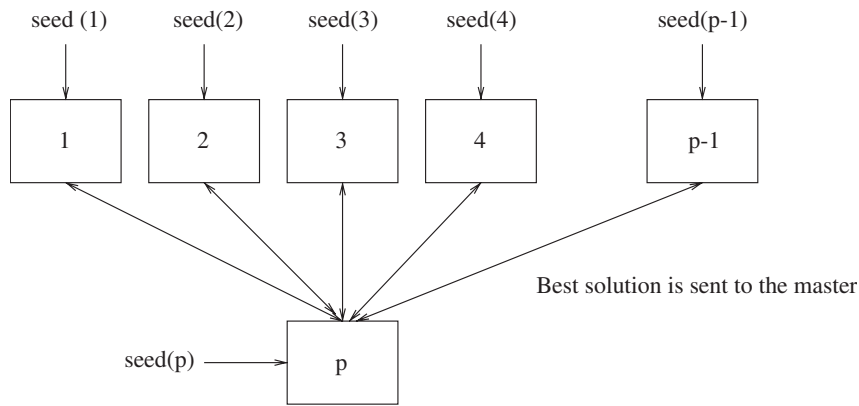 seed (1) seed(2) seed(3) seed(4) seed(p-1)
1 2 3 4 p-1
Best solution is sent to the master
seed(p) p